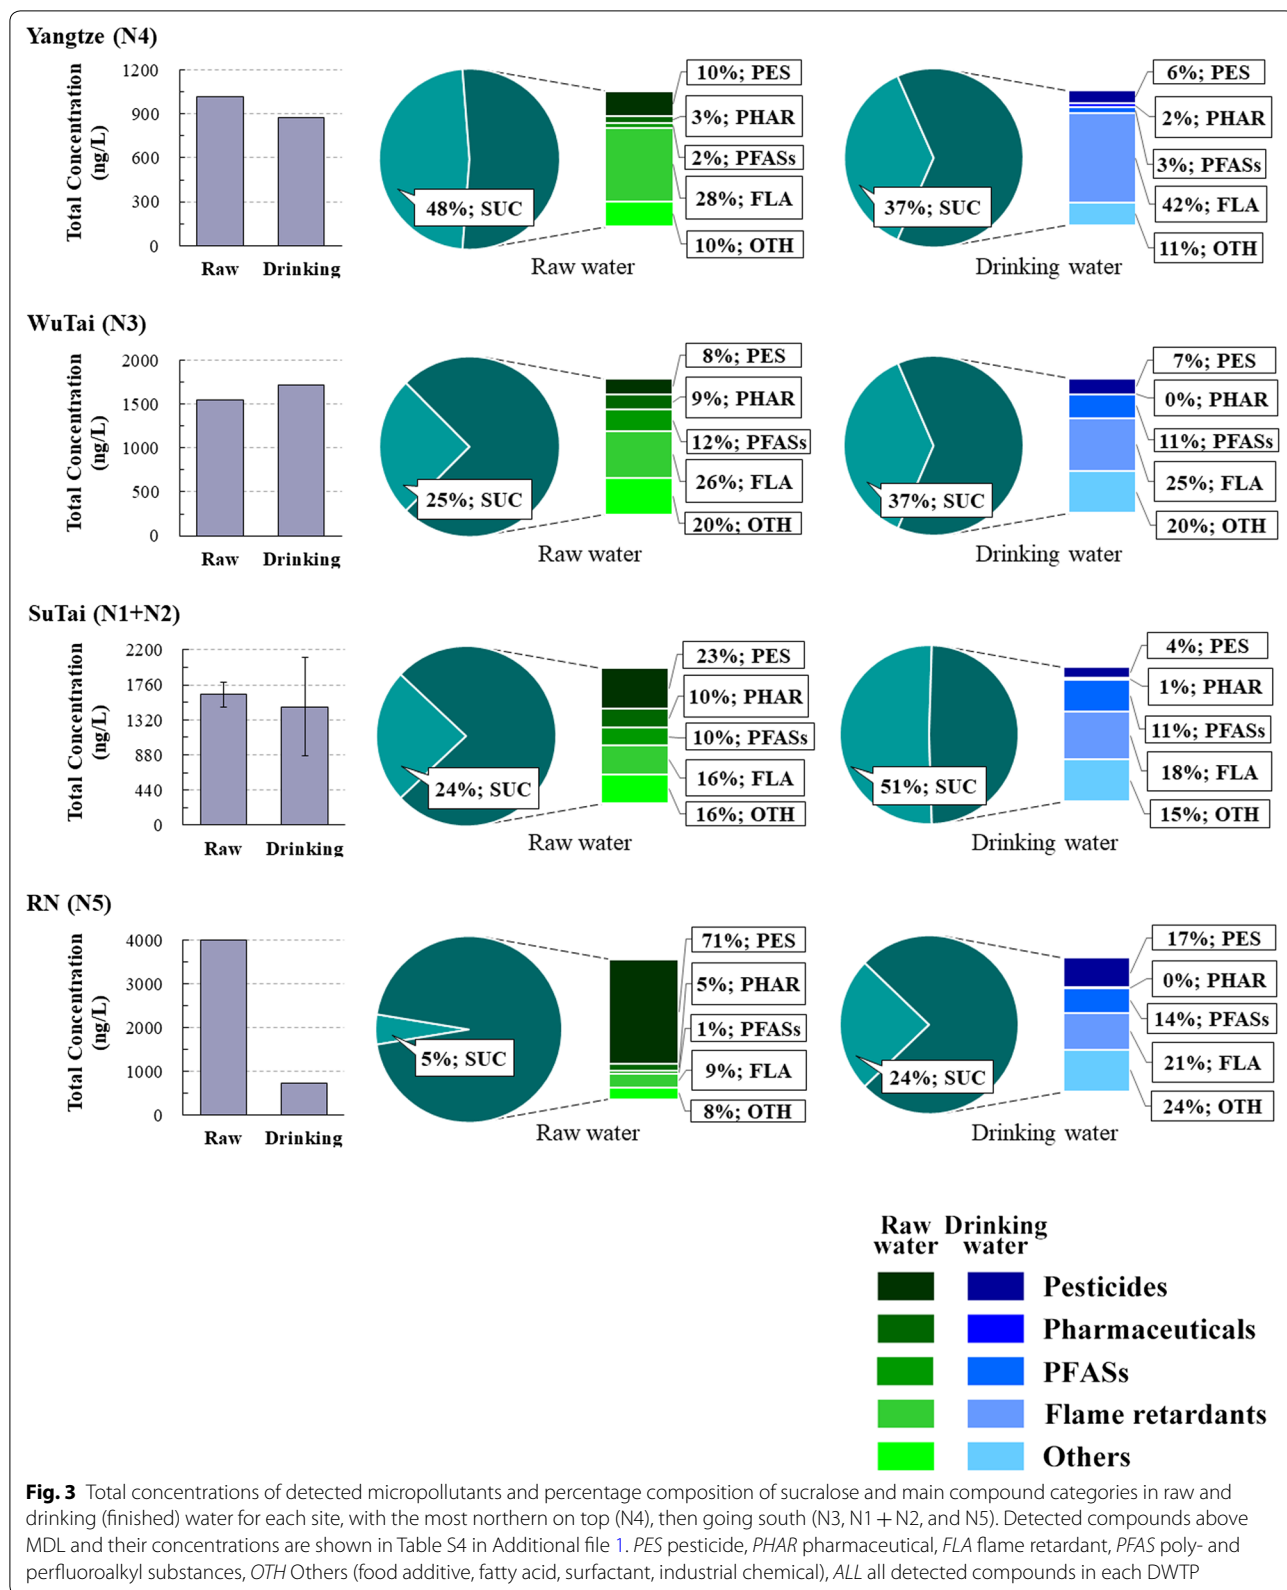 Yangtze (N4)
Total Concentration
(ng/L)
1200
900
600
300
0
Raw
Drinking
48%; SUC
10%; PES
3%; PHAR
2%; PFASs
28%; FLA
10%; OTH
Raw water
37%; SUC
6%; PES
2%; PHAR
3%; PFASs
42%; FLA
11%; OTH
Drinking water
WuTai (N3)
Total Concentration
(ng/L)
2000
1500
1000
500
0
Raw
Drinking
25%; SUC
8%; PES
9%; PHAR
12%; PFASs
26%; FLA
20%; OTH
Raw water
37%; SUC
7%; PES
0%; PHAR
11%; PFASs
25%; FLA
20%; OTH
Drinking water
SuTai (N1+N2)
Total Concentration
(ng/L)
2200
1760
1320
880
440
0
Raw
Drinking
24%; SUC
23%; PES
10%; PHAR
10%; PFASs
16%; FLA
16%; OTH
Raw water
51%; SUC
4%; PES
1%; PHAR
11%; PFASs
18%; FLA
15%; OTH
Drinking water
RN (N5)
Total Concentration
(ng/L)
4000
3000
2000
1000
0
Raw
Drinking
5%; SUC
71%; PES
5%; PHAR
1%; PFASs
9%; FLA
8%; OTH
Raw water
24%; SUC
17%; PES
0%; PHAR
14%; PFASs
21%; FLA
24%; OTH
Drinking water
Raw water
Drinking water
Pesticides
Pharmaceuticals
PFASs
Flame retardants
Others
Fig. 3 Total concentrations of detected micropollutants and percentage composition of sucralose and main compound categories in raw and
drinking (finished) water for each site, with the most northern on top (N4), then going south (N3, N1 + N2, and N5). Detected compounds above
MDL and their concentrations are shown in Table S4 in Additional file 1. PES pesticide, PHAR pharmaceutical, FLA flame retardant, PFAS poly- and
perfluoroalkyl substances, OTH Others (food additive, fatty acid, surfactant, industrial chemical), ALL all detected compounds in each DWTP